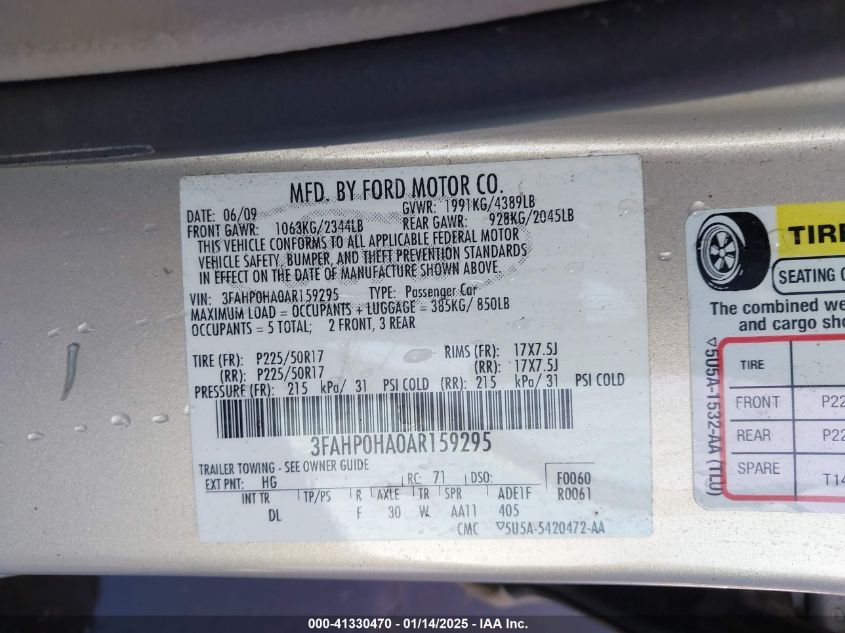 MFD. BY FORD MOTOR CO.
DATE: 06/09 GVWR: 1991KG/4389LB
FRONT GAWR: 1063KG/2344LB REAR GAWR: 928KG/2045LB
THIS VEHICLE CONFORMS TO ALL APPLICABLE FEDERAL MOTOR
VEHICLE SAFETY, BUMPER, AND THEFT PREVENTION STANDARDS
IN EFFECT ON THE DATE OF MANUFACTURE SHOWN ABOVE.
VIN: 3FAHP0HA0AR159295 TYPE: Passenger Car
MAXIMUM LOAD = OCCUPANTS + LUGGAGE = 385KG/ 850LB
OCCUPANTS = 5 TOTAL; 2 FRONT, 3 REAR
TIRE (FR): P225/50R17 RIMS (FR): 17X7.5J
(RR): P225/50R17 (RR): 17X7.5J
PRESSURE (FR): 215 kPa/ 31 PSI COLD (RR): 215 kPa/ 31 PSI COLD
3FAHP0HA0AR159295
TRAILER TOWING - SEE OWNER GUIDE
EXT PNT: HG RC: 71 DSO: F0060
R0061
INT TR TP/PS R AXLE TR SPR ADE1F
DL F 30 W AA11 405
CMC ▽5U5A-5420472-AA
TIRE
SEATING
The combined we
and cargo sho
TIRE
FRONT P22
REAR P22
SPARE T14
▽5U5A-1532-AA (TLU)
000-41330470 - 01/14/2025 - IAA Inc.